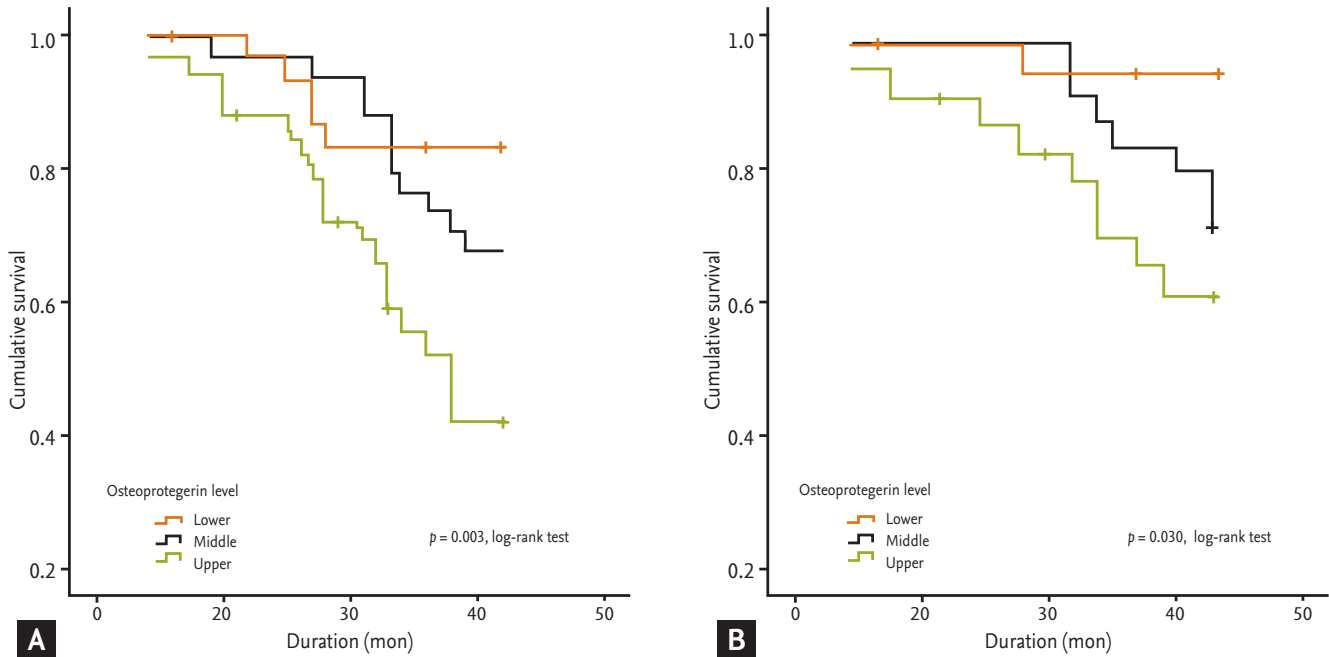 1.0
0.8
0.6
0.4
0.2
Cumulative survival
Osteoprotegerin level
Lower
Middle
Upper
p = 0.003, log-rank test
0 20 30 40 50
Duration (mon)
A
1.0
0.8
0.6
0.4
0.2
Cumulative survival
Osteoprotegerin level
Lower
Middle
Upper
p = 0.030, log-rank test
0 20 30 40 50
Duration (mon)
B